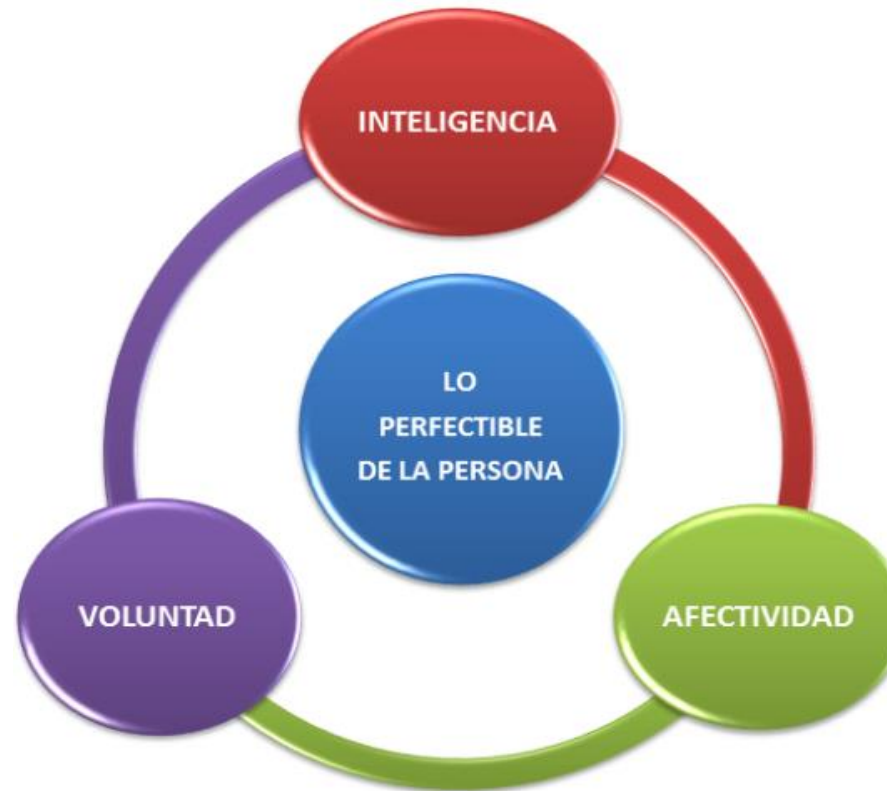 INTELIGENCIA
LO
PERFECTIBLE
DE LA PERSONA
VOLUNTAD
AFECTIVIDAD